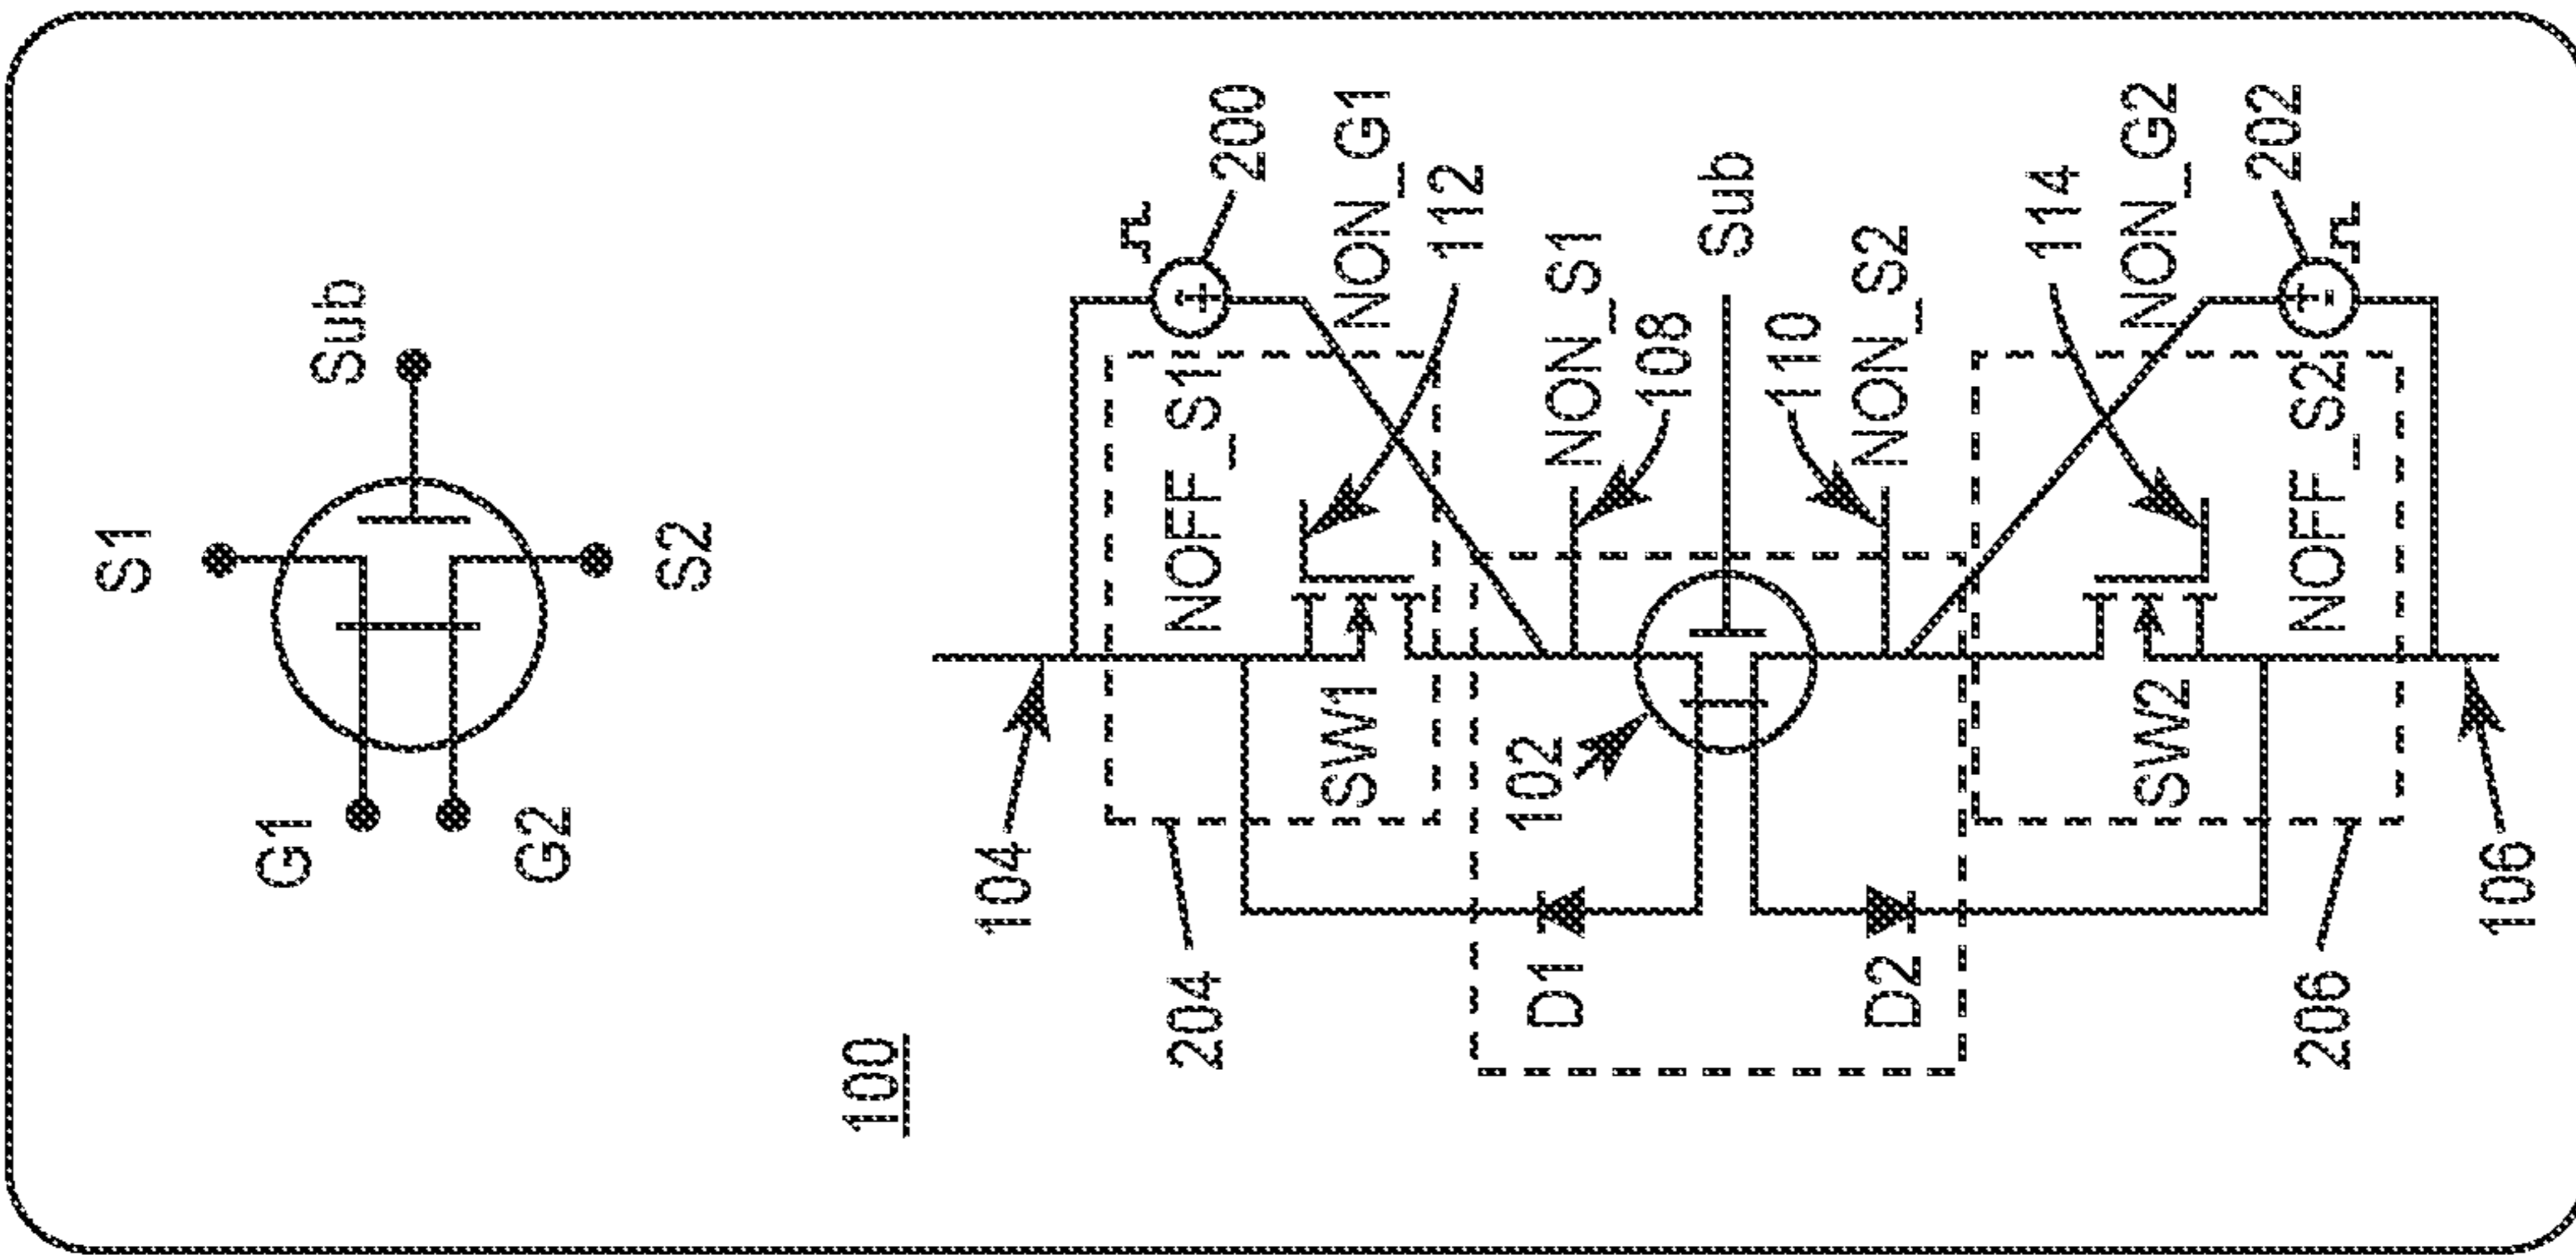 S1
Sub
G1
G2
S2
100
104
204
NOFF_S1
200
NON_G1
SW1
112
NON_S1
108
102
Sub
D1
D2
110
NON_S2
114
SW2
NON_G2
NOFF_S2
202
206
106